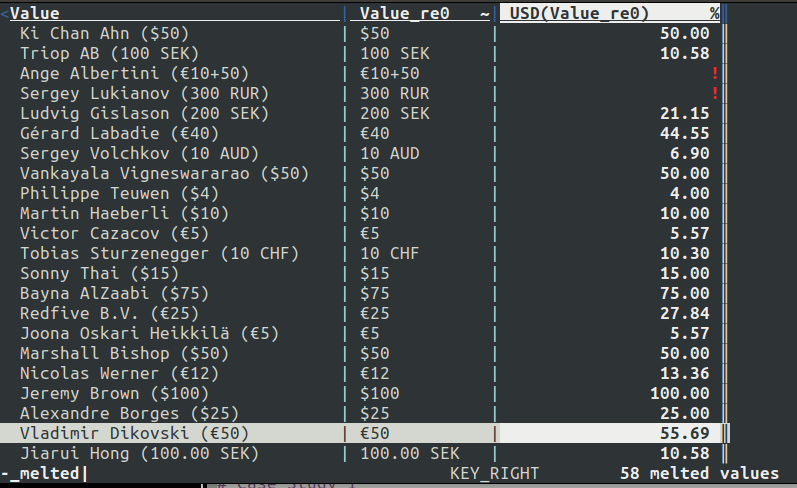 <Value | Value_re0 ~| USD(Value_re0) %
Ki Chan Ahn ($50) | $50 | 50.00
Triop AB (100 SEK) | 100 SEK | 10.58
Ange Albertini (€10+50) | €10+50 | !
Sergey Lukianov (300 RUR) | 300 RUR | !
Ludvig Gislason (200 SEK) | 200 SEK | 21.15
Gérard Labadie (€40) | €40 | 44.55
Sergey Volchkov (10 AUD) | 10 AUD | 6.90
Vankayala Vigneswararao ($50) | $50 | 50.00
Philippe Teuwen ($4) | $4 | 4.00
Martin Haeberli ($10) | $10 | 10.00
Victor Cazacov (€5) | €5 | 5.57
Tobias Sturzenegger (10 CHF) | 10 CHF | 10.30
Sonny Thai ($15) | $15 | 15.00
Bayna AlZaabi ($75) | $75 | 75.00
Redfive B.V. (€25) | €25 | 27.84
Joona Oskari Heikkilä (€5) | €5 | 5.57
Marshall Bishop ($50) | $50 | 50.00
Nicolas Werner (€12) | €12 | 13.36
Jeremy Brown ($100) | $100 | 100.00
Alexandre Borges ($25) | $25 | 25.00
Vladimir Dikovski (€50) | €50 | 55.69
Jiarui Hong (100.00 SEK) | 100.00 SEK | 10.58
-_melted| KEY_RIGHT 58 melted values